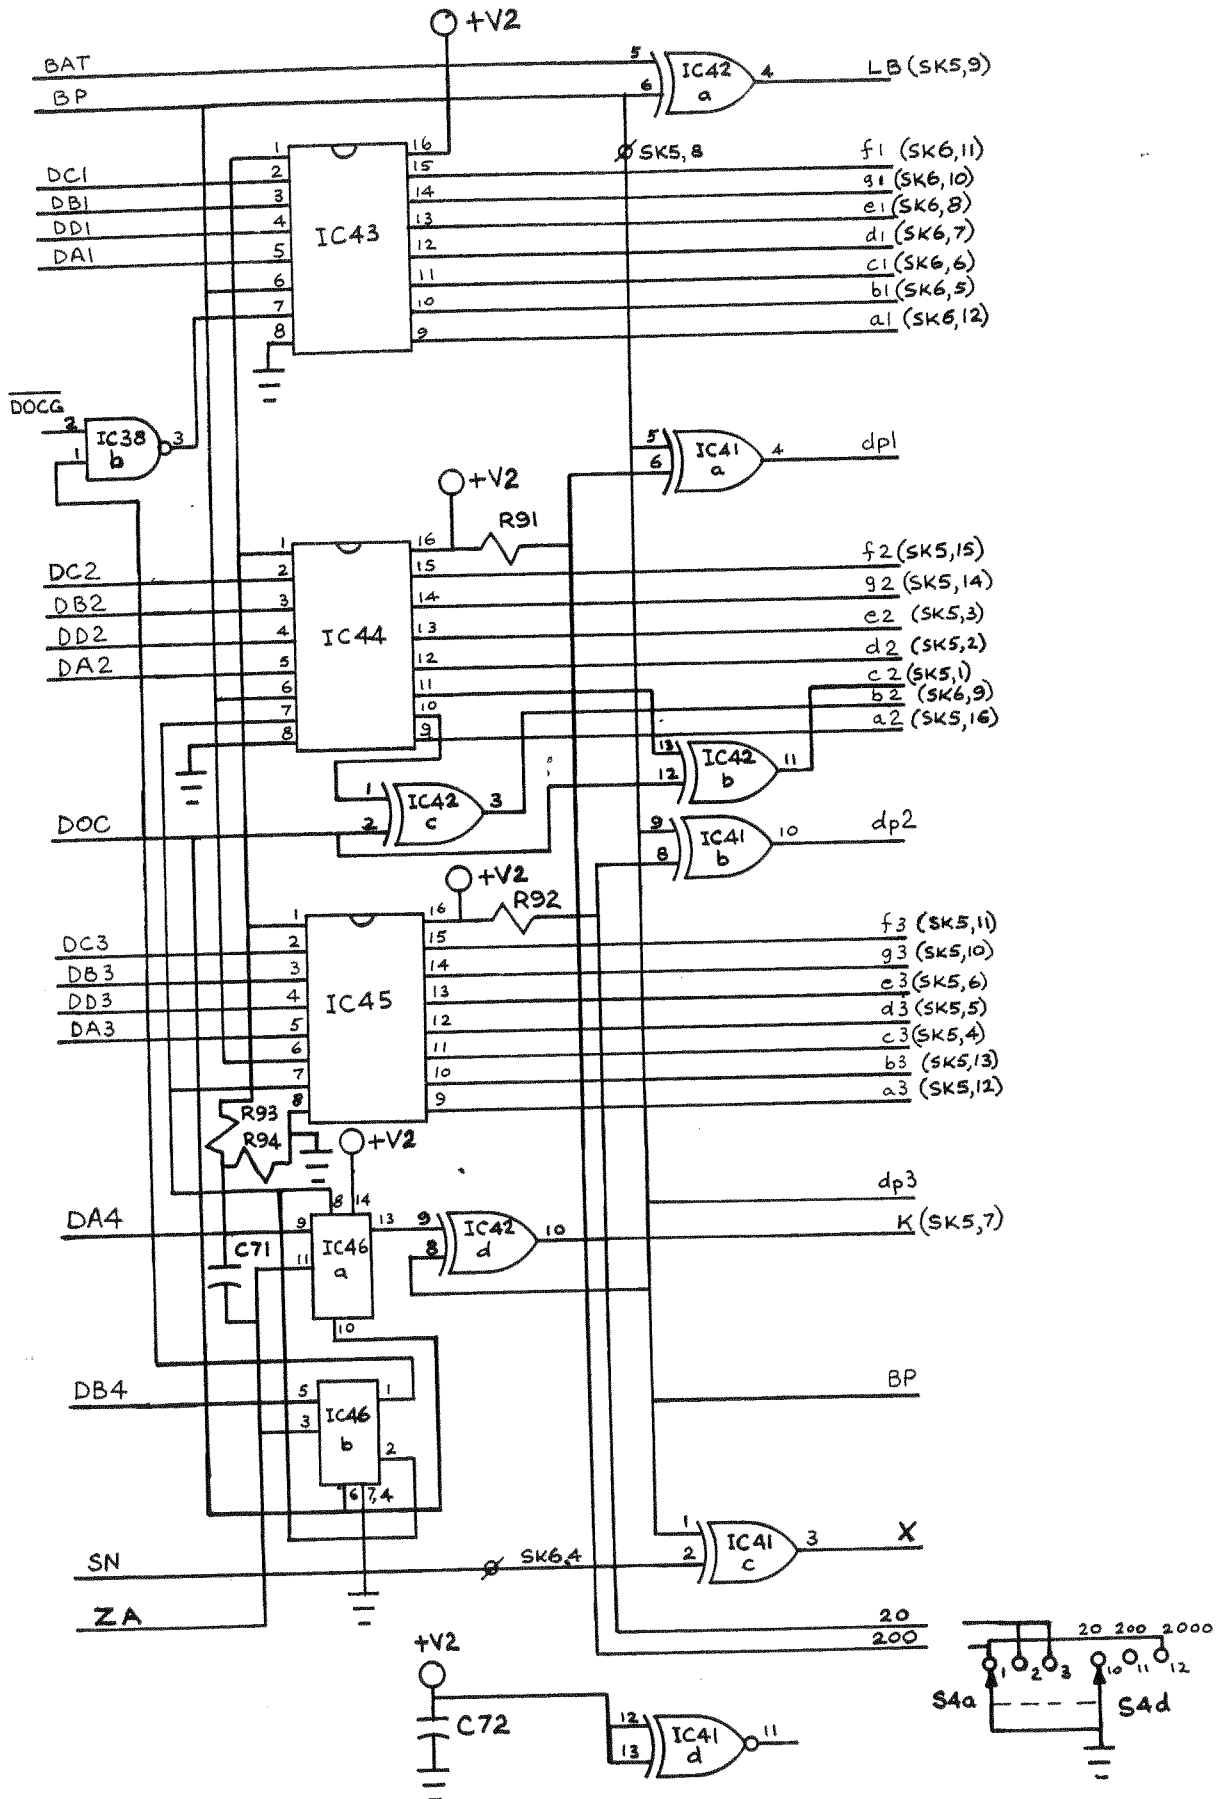 +V2
BAT
BP
5
6
IC42
a
4
LB (SK5,9)
SK5,8
DC1
DB1
DD1
DA1
1
2
3
4
5
6
7
8
IC43
16
15
14
13
12
11
10
9
f1 (SK6,11)
g1 (SK6,10)
e1 (SK6,8)
d1 (SK6,7)
c1 (SK6,6)
b1 (SK6,5)
a1 (SK6,12)
DOCG
2
1
IC38
b
3
5
6
IC41
a
4
dp1
+V2
R91
DC2
DB2
DD2
DA2
1
2
3
4
5
6
7
8
IC44
16
15
14
13
12
11
10
9
f2 (SK5,15)
g2 (SK5,14)
e2 (SK5,3)
d2 (SK5,2)
c2 (SK5,1)
b2 (SK6,9)
a2 (SK5,16)
13
12
IC42
b
11
DOC
1
2
IC42
c
3
9
8
IC41
b
10
dp2
+V2
R92
DC3
DB3
DD3
DA3
1
2
3
4
5
6
7
8
IC45
16
15
14
13
12
11
10
9
f3 (SK5,11)
g3 (SK5,10)
e3 (SK5,6)
d3 (SK5,5)
c3 (SK5,4)
b3 (SK5,13)
a3 (SK5,12)
R93
R94
+V2
dp3
DA4
8
14
9
11
IC46
a
13
10
9
8
IC42
d
10
K (SK5,7)
C71
DB4
5
3
IC46
b
1
2
6
7,4
BP
SN
SK6,4
1
2
IC41
c
3
X
ZA
20
200
20 200 2000
1
2
3
10
11
12
S4a
S4d
+V2
C72
12
13
IC41
d
11